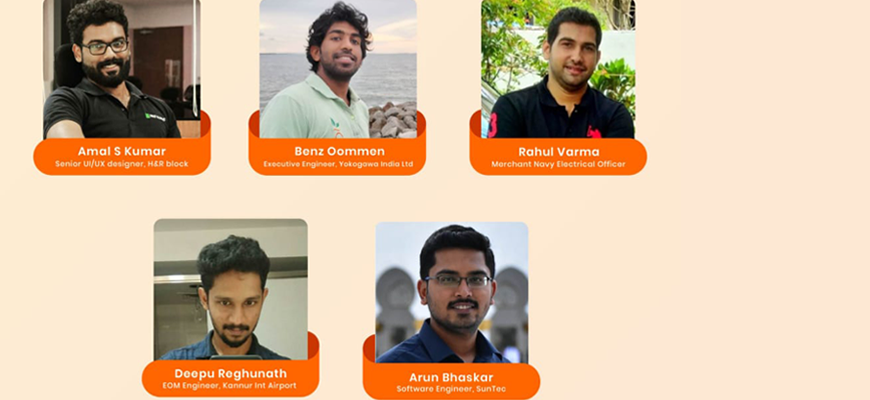 Amal S Kumar
Senior UI/UX designer, H&R block
Benz Oommen
Executive Engineer, Yokogawa India Ltd
Rahul Varma
Merchant Navy Electrical Officer
Deepu Reghunath
EOM Engineer, Kannur Int Airport
Arun Bhaskar
Software Engineer, SunTec